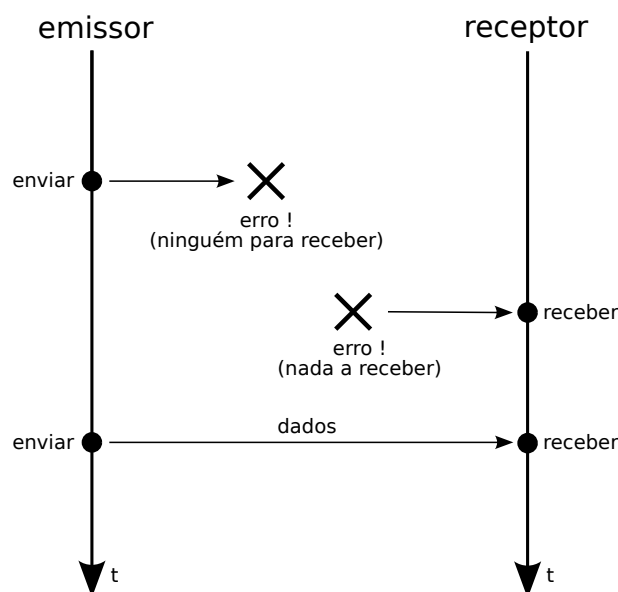 emissor
receptor
enviar
erro !
(ninguém para receber)
receber
erro !
(nada a receber)
enviar
dados
receber
t
t